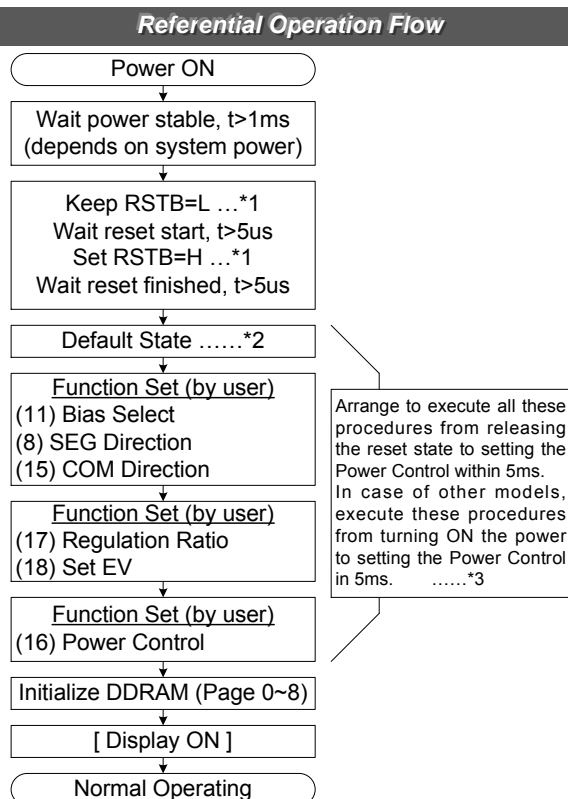 Referential Operation Flow
Power ON
Wait power stable, t>1ms
(depends on system power)
Keep RSTB=L …*1
Wait reset start, t>5us
Set RSTB=H …*1
Wait reset finished, t>5us
Default State ……*2
Function Set (by user)
(11) Bias Select
(8) SEG Direction
(15) COM Direction
Function Set (by user)
(17) Regulation Ratio
(18) Set EV
Function Set (by user)
(16) Power Control
Arrange to execute all these
procedures from releasing
the reset state to setting the
Power Control within 5ms.
In case of other models,
execute these procedures
from turning ON the power
to setting the Power Control
in 5ms. ……*3
Initialize DDRAM (Page 0~8)
[ Display ON ]
Normal Operating